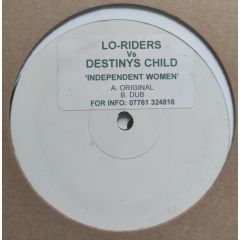 LO-RIDERS
Vs
DESTINYS CHILD
'INDEPENDENT WOMEN'
A. ORIGINAL
B. DUB
FOR INFO: 07761 324816